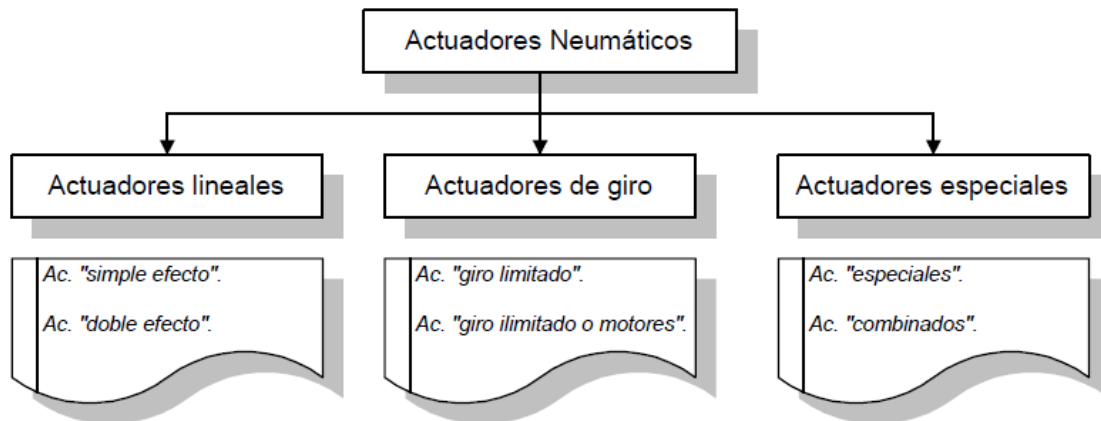 Actuadores Neumáticos
Actuadores lineales
Actuadores de giro
Actuadores especiales
Ac. "simple efecto".
Ac. "doble efecto".
Ac. "giro limitado".
Ac. "giro ilimitado o motores".
Ac. "especiales".
Ac. "combinados".